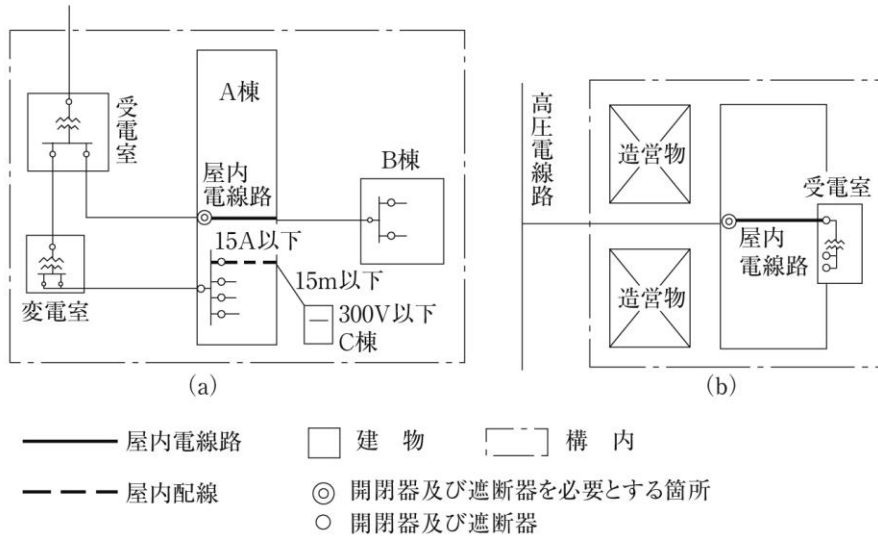 受電室
A棟
屋内
電線路
B棟
15A以下
15m以下
変電室
300V以下
C棟
(a)
高圧電線路
造営物
受電室
屋内
電線路
造営物
(b)
屋内電線路
建 物
構 内
屋内配線
開閉器及び遮断器を必要とする箇所
開閉器及び遮断器